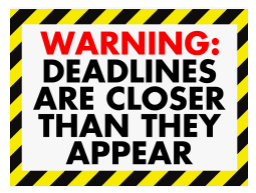 WARNING:
DEADLINES
ARE CLOSER
THAN THEY
APPEAR